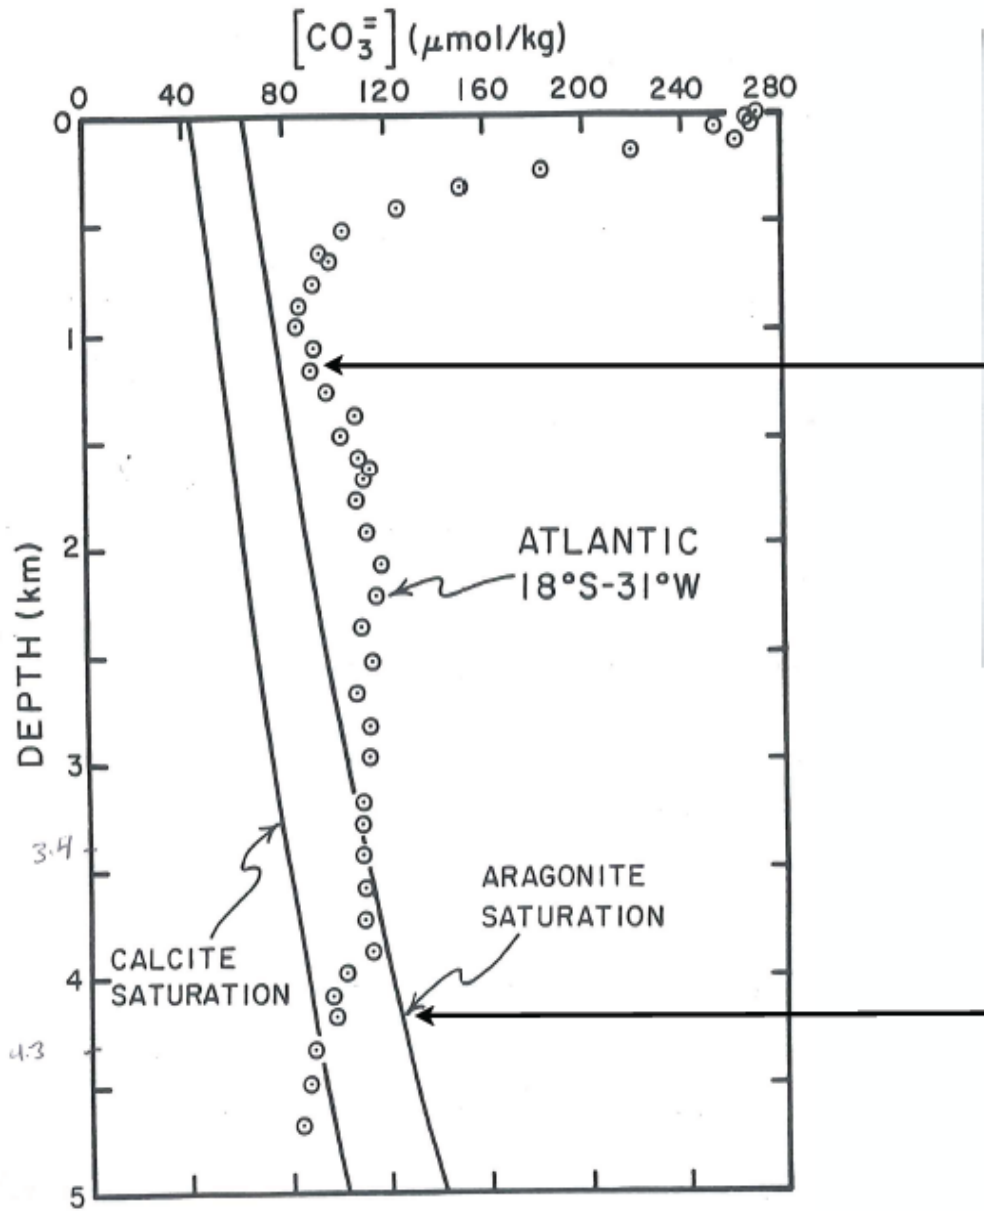 [CO₃⁼] (μmol/kg)
0 40 80 120 160 200 240 280
0
1
2
3
3.4
4
4.3
5
DEPTH (km)
ATLANTIC
18°S-31°W
ARAGONITE
SATURATION
CALCITE
SATURATION